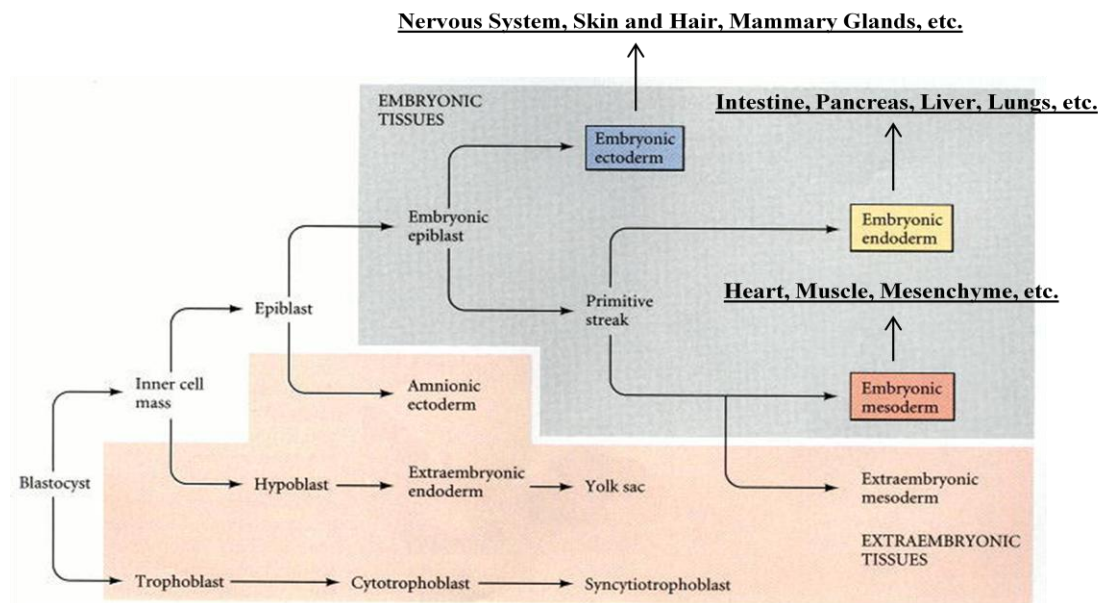 Nervous System, Skin and Hair, Mammary Glands, etc.
EMBRYONIC
TISSUES
Intestine, Pancreas, Liver, Lungs, etc.
Embryonic
ectoderm
Embryonic
epiblast
Embryonic
endoderm
Heart, Muscle, Mesenchyme, etc.
Epiblast
Primitive
streak
Inner cell
mass
Amnionic
ectoderm
Embryonic
mesoderm
Blastocyst
Hypoblast
Extraembryonic
endoderm
Yolk sac
Extraembryonic
mesoderm
EXTRAEMBRYONIC
TISSUES
Trophoblast
Cytotrophoblast
Syncytiotrophoblast